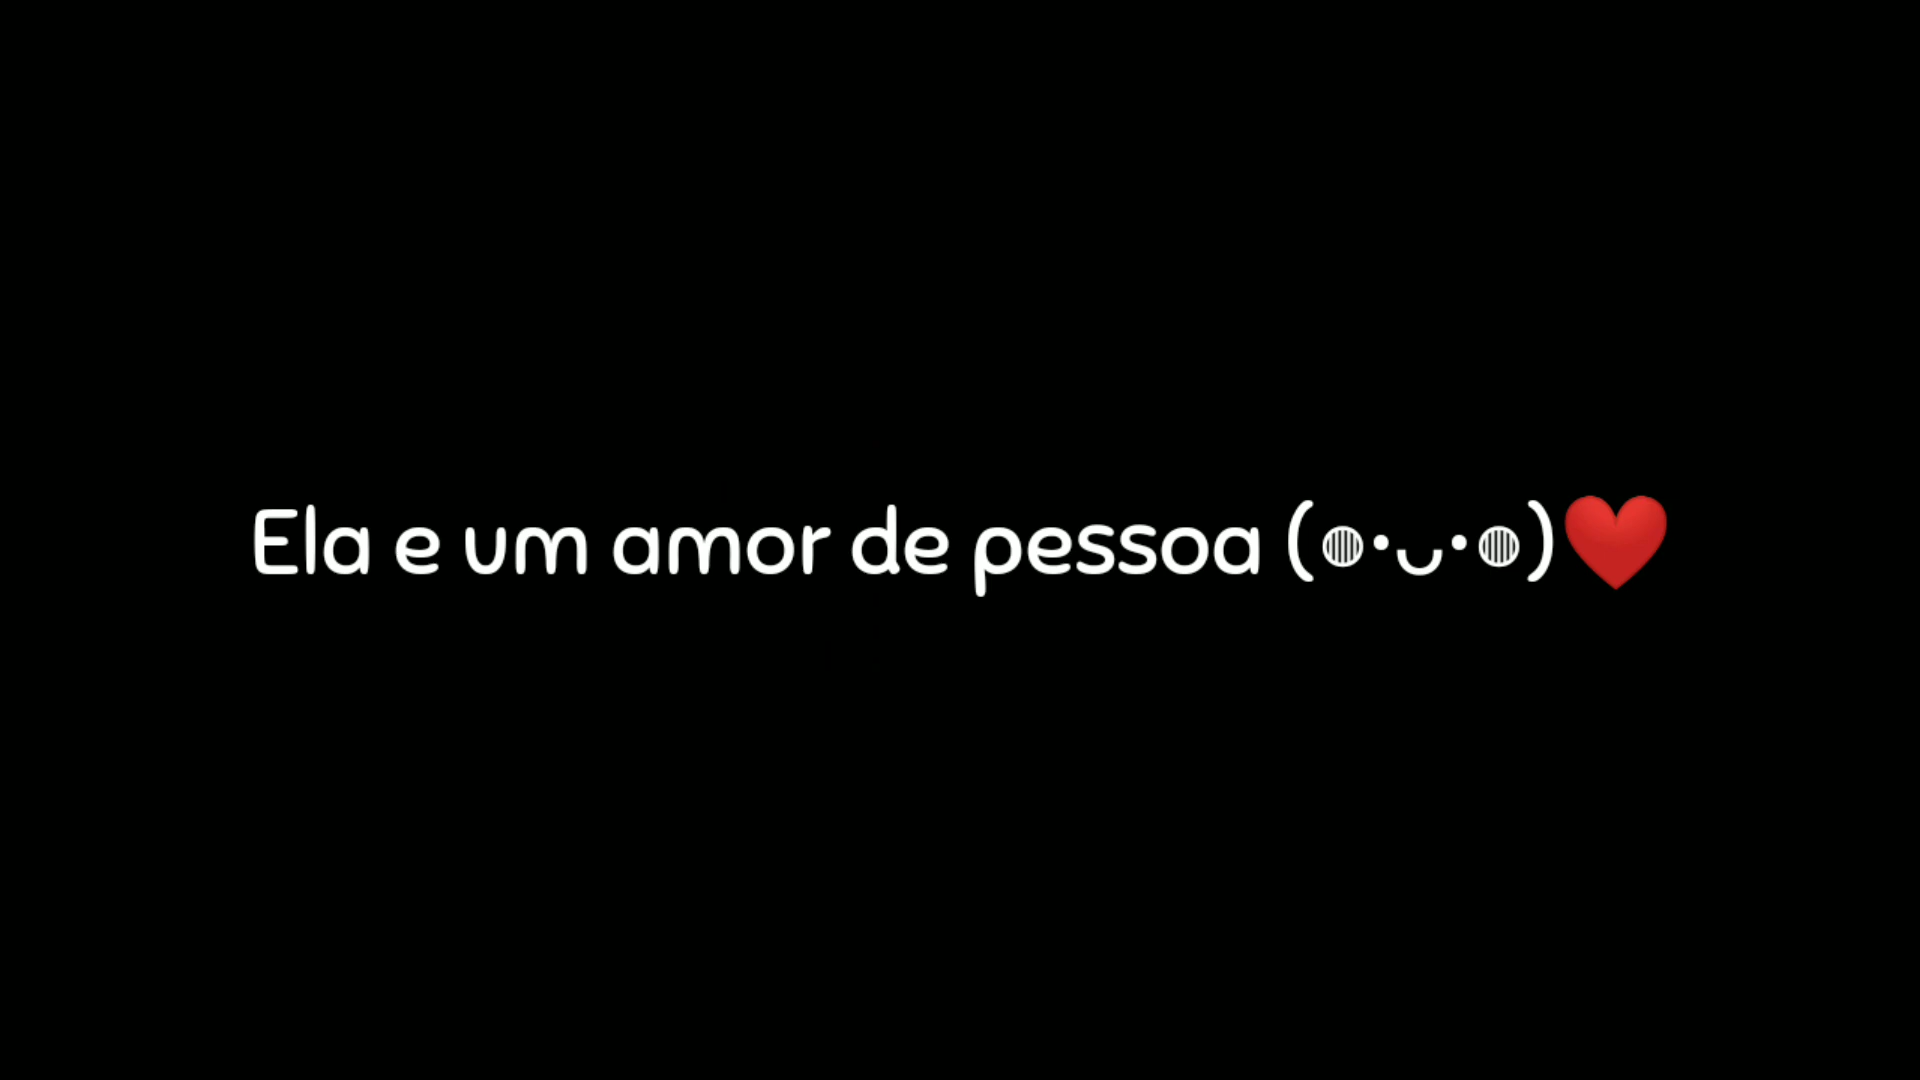 Ela e um amor de pessoa (◍•ᴗ•◍)❤️